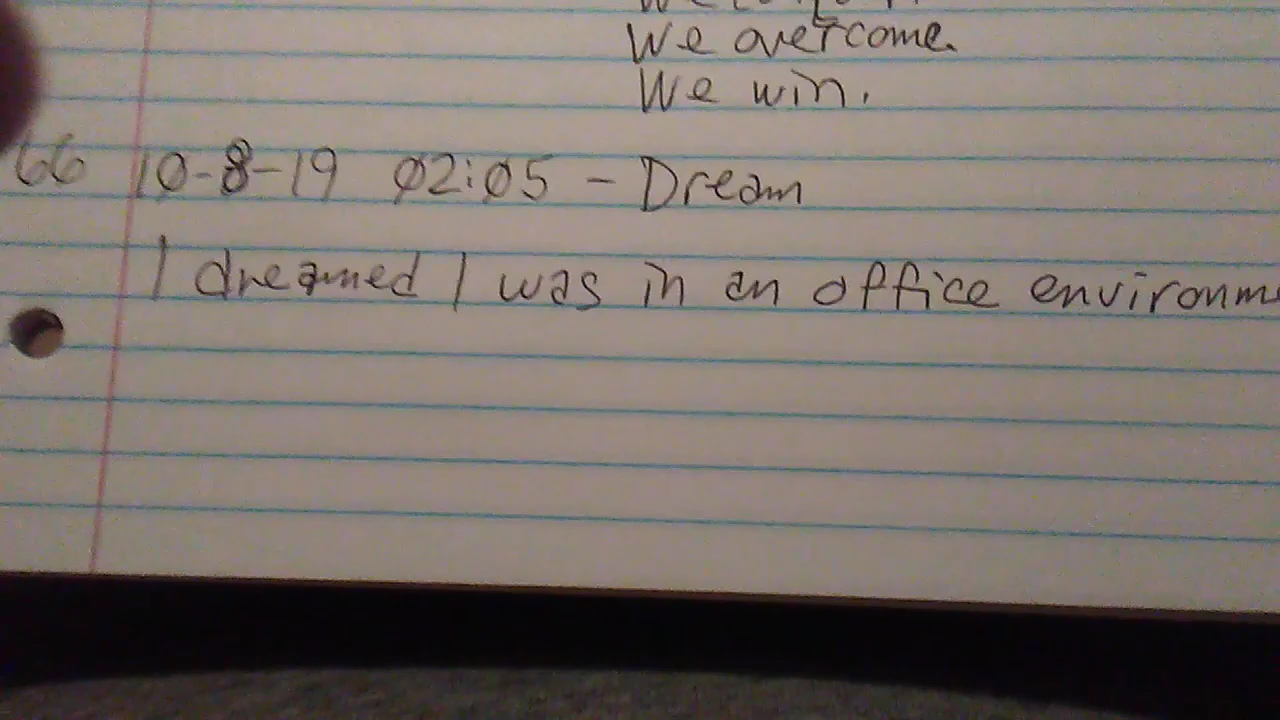 We overcome.
We win.
66 10-8-19 02:05 - Dream
I dreamed I was in an office environm